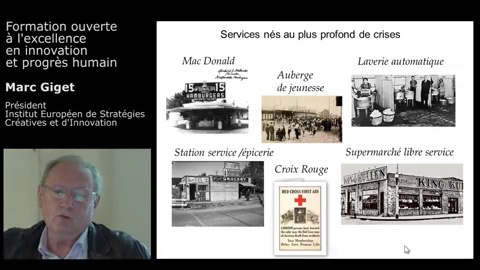 Formation ouverte
à l'excellence
en innovation
et progrès humain
Marc Giget
Président
Institut Européen de Stratégies
Créatives et d'Innovation
Services nés au plus profond de crises
Mac Donald
Auberge
de jeunesse
Laverie automatique
15
HAMBURGERS
15
Station service /épicerie
Croix Rouge
Supermarché libre service
RED CROSS FIRST AID
KING